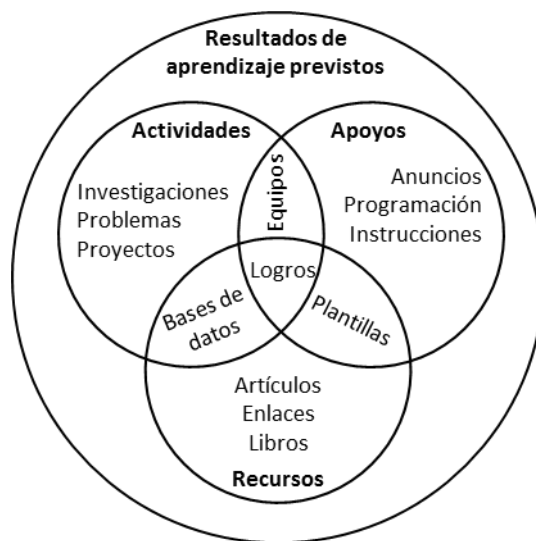 Resultados de
aprendizaje previstos
Actividades
Apoyos
Investigaciones
Problemas
Proyectos
Equipos
Anuncios
Programación
Instrucciones
Logros
Bases de
datos
Plantillas
Artículos
Enlaces
Libros
Recursos